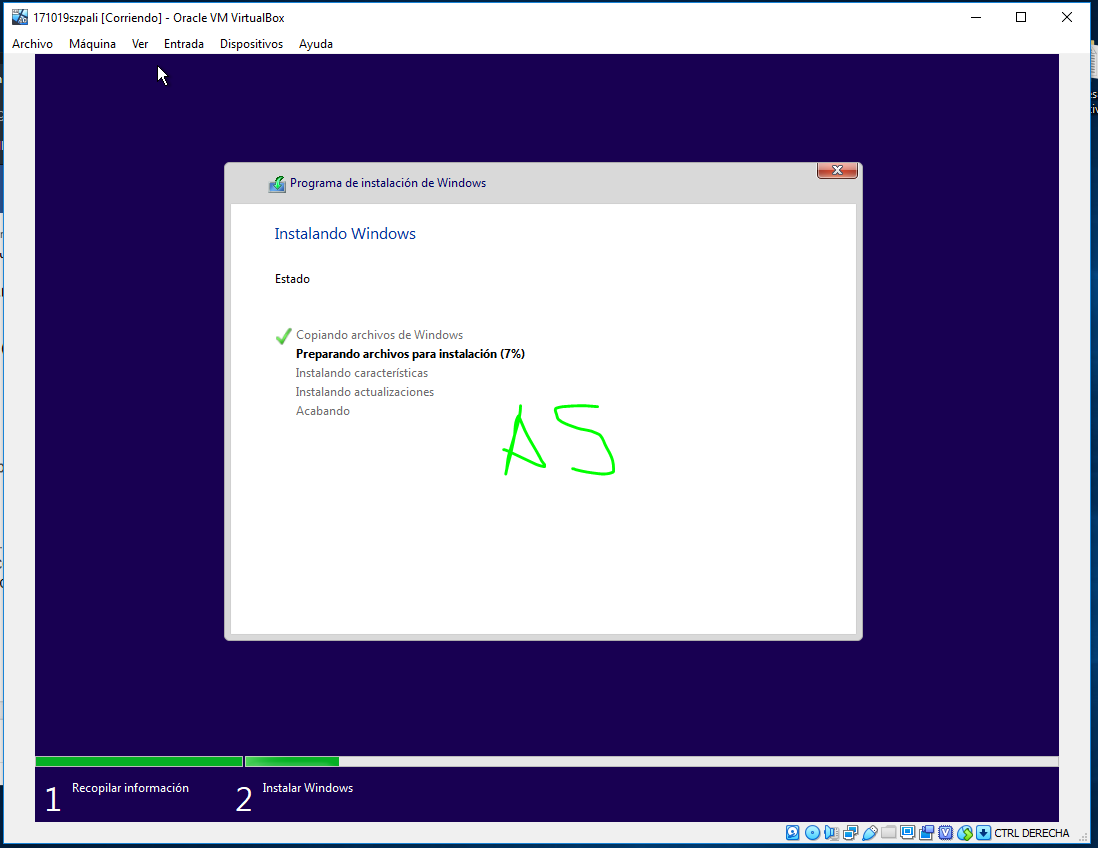 171019szpali [Corriendo] - Oracle VM VirtualBox
Archivo Máquina Ver Entrada Dispositivos Ayuda
Programa de instalación de Windows
Instalando Windows
Estado
Copiando archivos de Windows
Preparando archivos para instalación (7%)
Instalando características
Instalando actualizaciones
Acabando
AS
1 Recopilar información 2 Instalar Windows
CTRL DERECHA